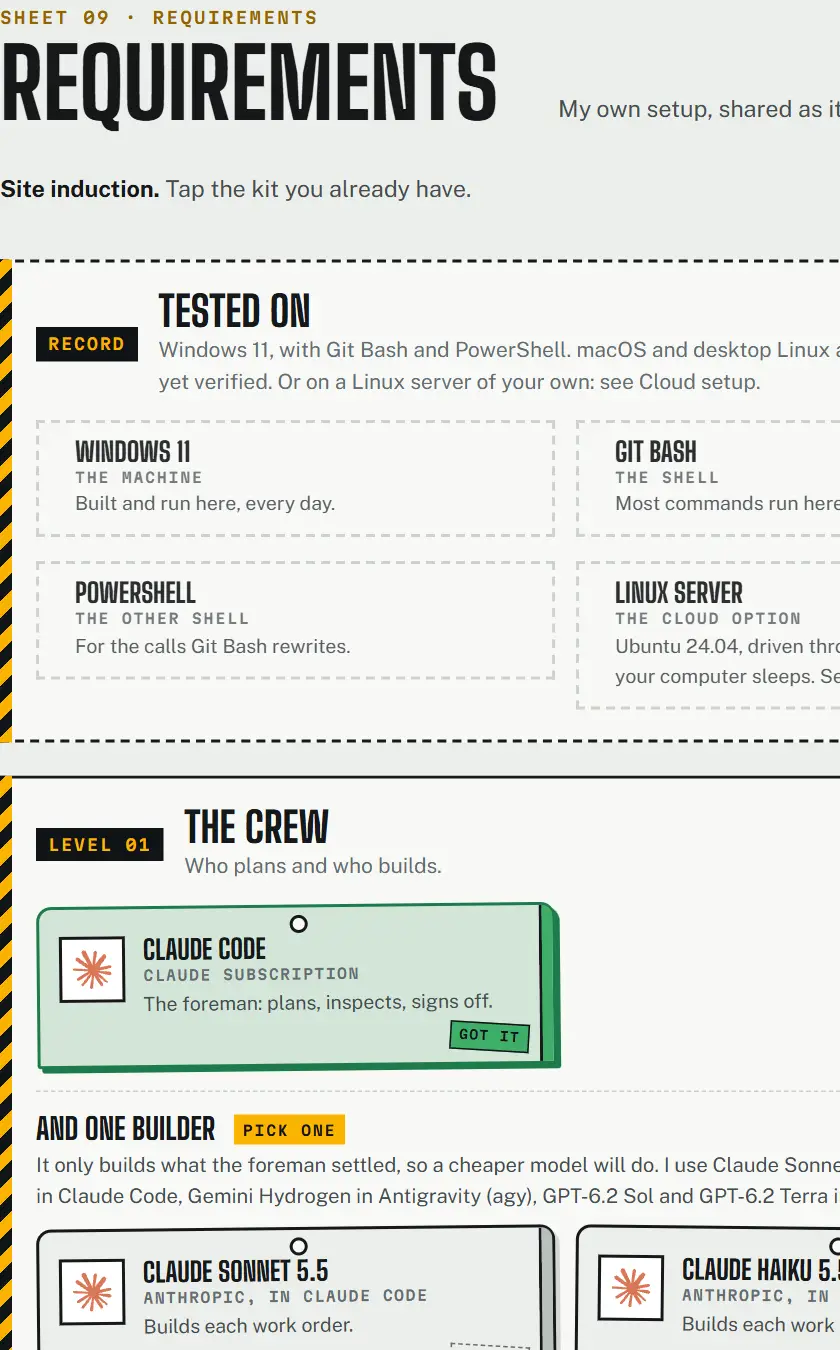 SHEET 09 · REQUIREMENTS
REQUIREMENTS
My own setup, shared as it
Site induction. Tap the kit you already have.
TESTED ON
RECORD
Windows 11, with Git Bash and PowerShell. macOS and desktop Linux
yet verified. Or on a Linux server of your own: see Cloud setup.
WINDOWS 11
THE MACHINE
Built and run here, every day.
GIT BASH
THE SHELL
Most commands run here
POWERSHELL
THE OTHER SHELL
For the calls Git Bash rewrites.
LINUX SERVER
THE CLOUD OPTION
Ubuntu 24.04, driven thro
your computer sleeps. Se
THE CREW
LEVEL 01
Who plans and who builds.
CLAUDE CODE
CLAUDE SUBSCRIPTION
The foreman: plans, inspects, signs off.
GOT IT
AND ONE BUILDER
PICK ONE
It only builds what the foreman settled, so a cheaper model will do. I use Claude Sonne
in Claude Code, Gemini Hydrogen in Antigravity (agy), GPT-6.2 Sol and GPT-6.2 Terra i
CLAUDE SONNET 5.5
ANTHROPIC, IN CLAUDE CODE
Builds each work order.
CLAUDE HAIKU 5.5
ANTHROPIC, IN
Builds each work